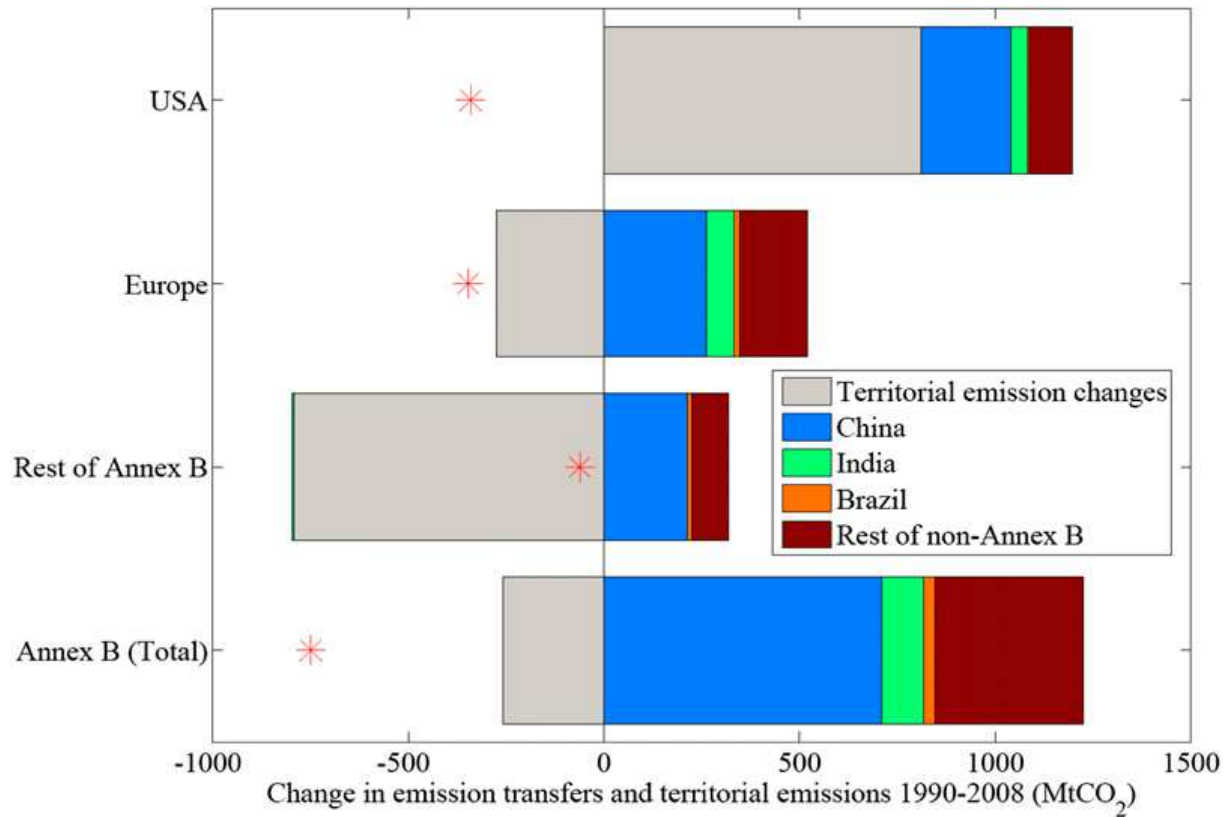 USA
Europe
Rest of Annex B
Annex B (Total)
Territorial emission changes
China
India
Brazil
Rest of non-Annex B
-1000 -500 0 500 1000 1500
Change in emission transfers and territorial emissions 1990-2008 (MtCO2)